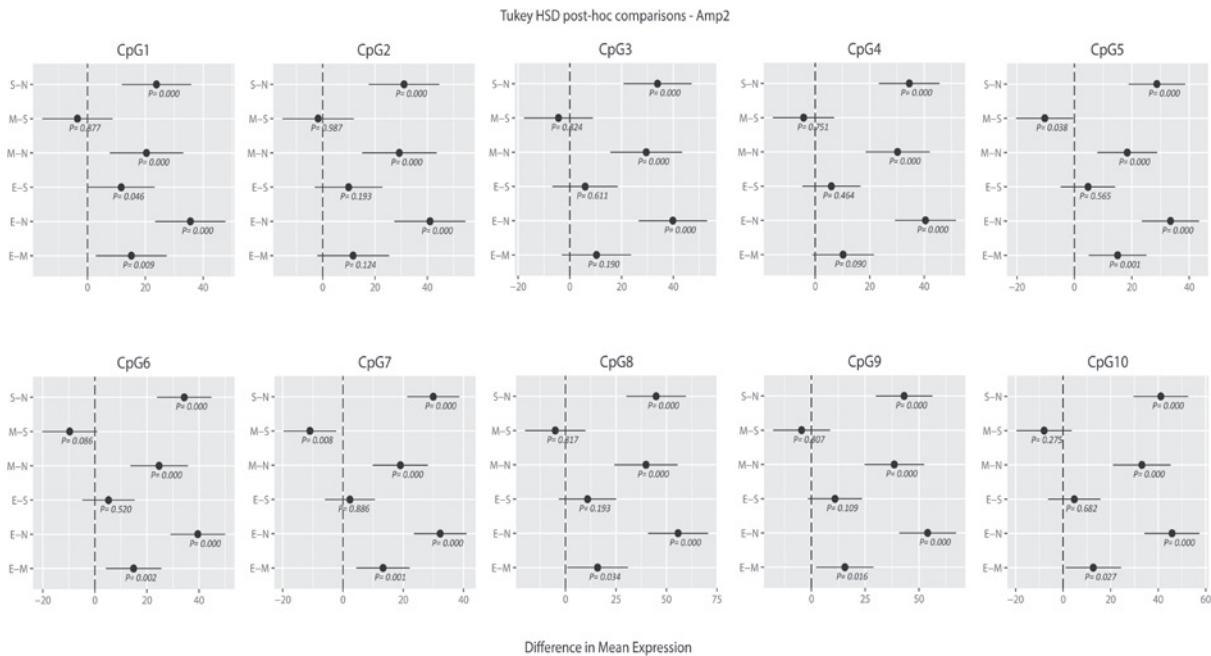 Tukey HSD post-hoc comparisons - Amp2
CpG1
S–N
P= 0.000
M–S
P= 0.877
M–N
P= 0.000
E–S
P= 0.046
E–N
P= 0.000
E–M
P= 0.009
0 20 40
CpG2
P= 0.000
P= 0.987
P= 0.000
P= 0.193
P= 0.000
P= 0.124
0 20 40
CpG3
S–N
P= 0.000
M–S
P= 0.824
M–N
P= 0.000
E–S
P= 0.611
E–N
P= 0.000
E–M
P= 0.190
−20 0 20 40
CpG4
S–N
P= 0.000
M–S
P= 0.751
M–N
P= 0.000
E–S
P= 0.464
E–N
P= 0.000
E–M
P= 0.090
0 20 40
CpG5
S–N
P= 0.000
M–S
P= 0.038
M–N
P= 0.000
E–S
P= 0.565
E–N
P= 0.000
E–M
P= 0.001
−20 0 20 40
CpG6
S–N
P= 0.000
M–S
P= 0.086
M–N
P= 0.000
E–S
P= 0.520
E–N
P= 0.000
E–M
P= 0.002
−20 0 20 40
CpG7
S–N
P= 0.000
M–S
P= 0.008
M–N
P= 0.000
E–S
P= 0.886
E–N
P= 0.000
E–M
P= 0.001
−20 0 20 40
CpG8
S–N
P= 0.000
M–S
P= 0.817
M–N
P= 0.000
E–S
P= 0.193
E–N
P= 0.000
E–M
P= 0.034
0 25 50 75
CpG9
S–N
P= 0.000
M–S
P= 0.807
M–N
P= 0.000
E–S
P= 0.109
E–N
P= 0.000
E–M
P= 0.016
0 25 50
CpG10
S–N
P= 0.000
M–S
P= 0.275
M–N
P= 0.000
E–S
P= 0.682
E–N
P= 0.000
E–M
P= 0.027
−20 0 20 40 60
Difference in Mean Expression